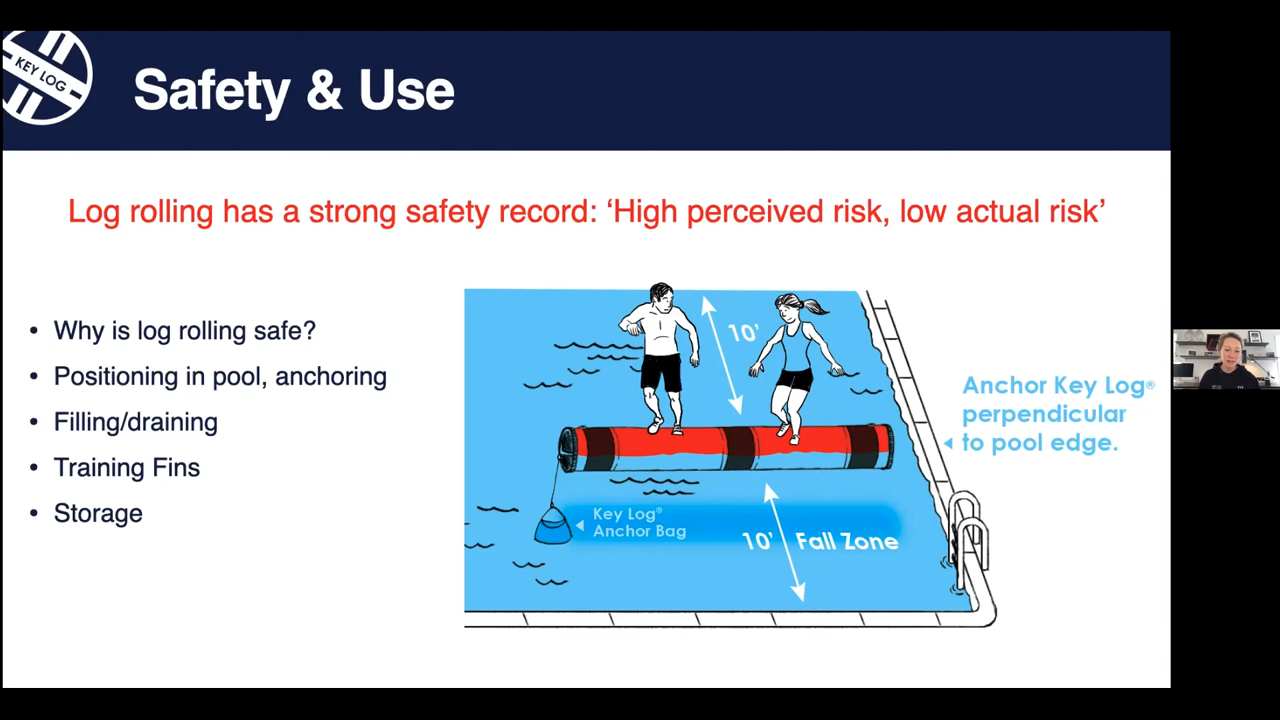 KEY LOG
Safety & Use
Log rolling has a strong safety record: ‘High perceived risk, low actual risk’
• Why is log rolling safe?
• Positioning in pool, anchoring
• Filling/draining
• Training Fins
• Storage
10’
Anchor Key Log®
perpendicular
to pool edge.
Key Log®
Anchor Bag
10’ Fall Zone